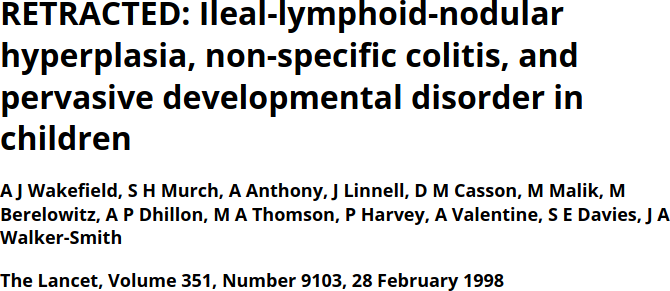 RETRACTED: Ileal-lymphoid-nodular
hyperplasia, non-specific colitis, and
pervasive developmental disorder in
children
A J Wakefield, S H Murch, A Anthony, J Linnell, D M Casson, M Malik, M
Berelowitz, A P Dhillon, M A Thomson, P Harvey, A Valentine, S E Davies, J A
Walker-Smith
The Lancet, Volume 351, Number 9103, 28 February 1998